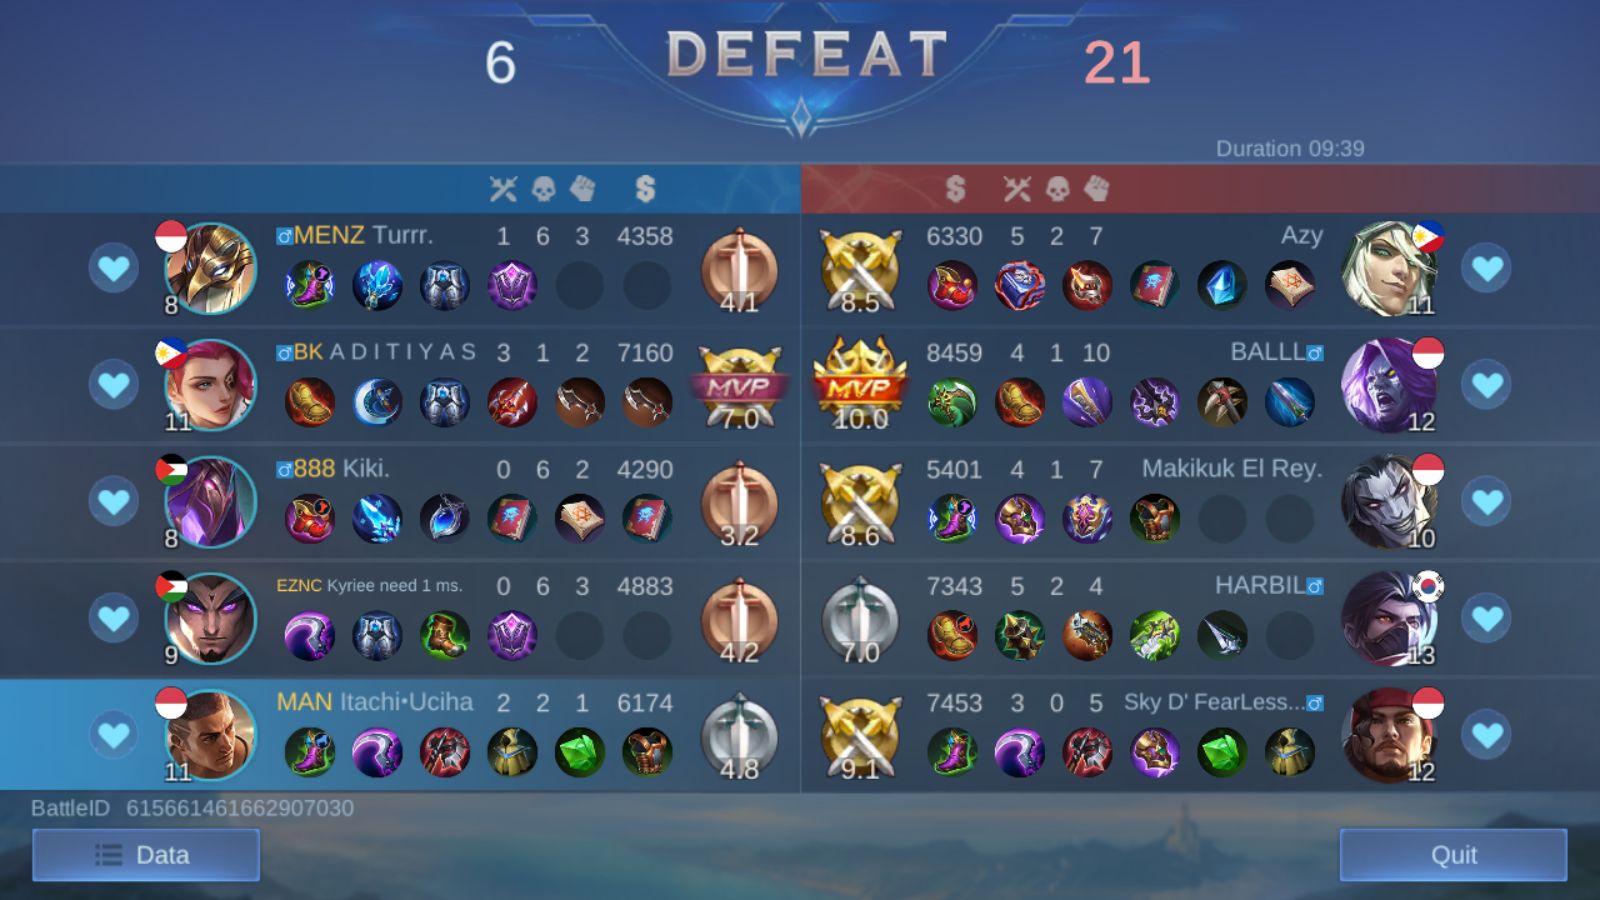 6 DEFEAT 21
Duration 09:39
MENZ Turrr. 1 6 3 4358
8 4.1
8.5 6330 5 2 7 Azy
11
BK A D I T I Y A S 3 1 2 7160
11 MVP 7.0
MVP 10.0 8459 4 1 10 BALLL
12
888 Kiki. 0 6 2 4290
8 3.2
8.6 5401 4 1 7 Makikuk El Rey.
10
EZNC Kyriee need 1 ms. 0 6 3 4883
9 4.2
7.0 7343 5 2 4 HARBIL
13
MAN Itachi•Uciha 2 2 1 6174
11 4.8
9.1 7453 3 0 5 Sky D' FearLess...
12
BattleID 615661461662907030
Data
Quit